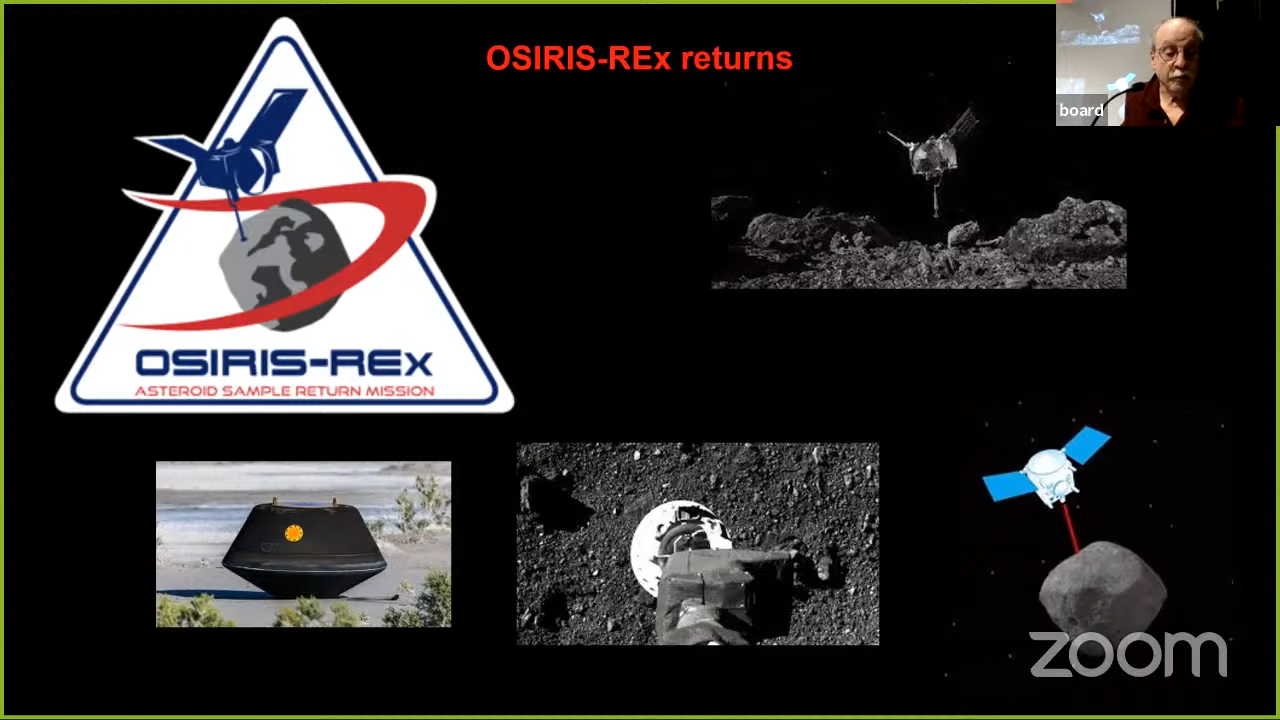 OSIRIS-REx returns
board
OSIRIS-REx
ASTEROID SAMPLE RETURN MISSION
zoom